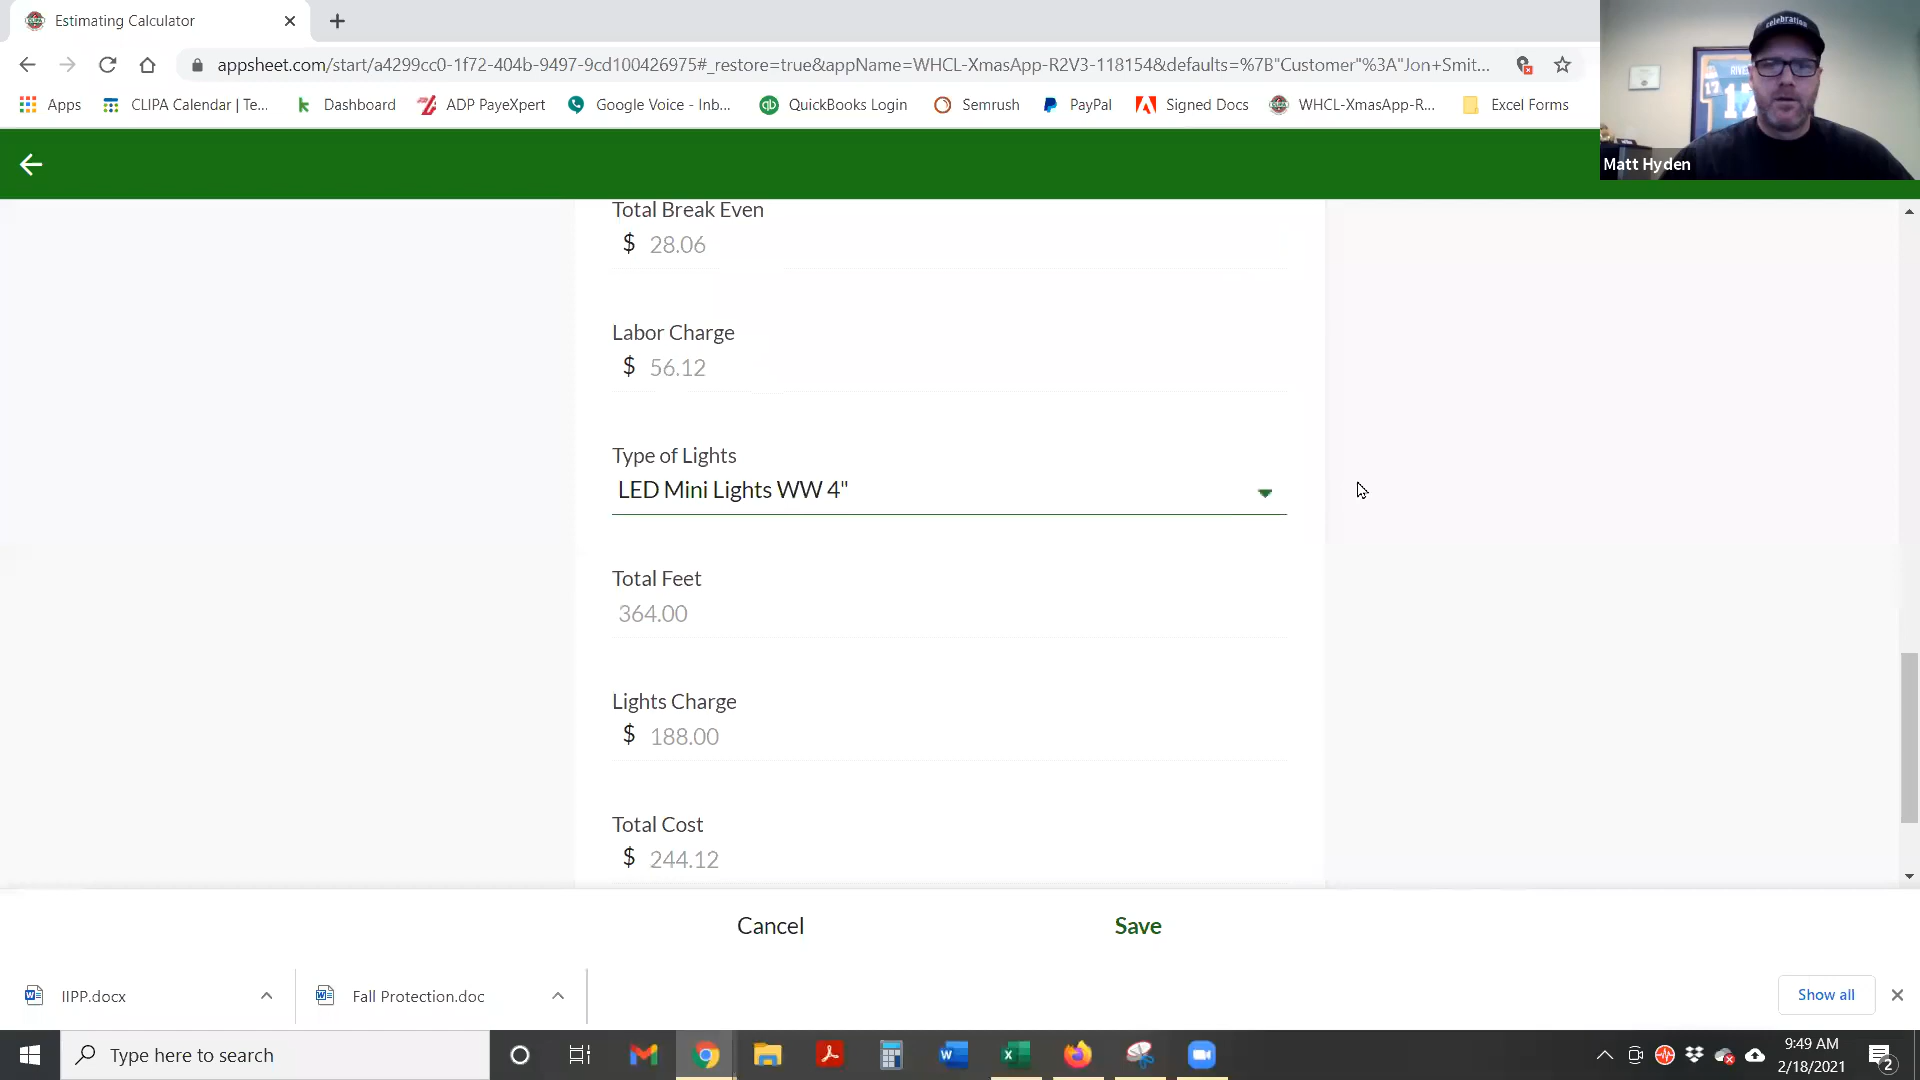 Estimating Calculator
appsheet.com/start/a4299cc0-1f72-404b-9497-9cd100426975#_restore=true&appName=WHCL-XmasApp-R2V3-118154&defaults=%7B"Customer"%3A"Jon+Smit...
Apps CLIPA Calendar | Te... Dashboard ADP PayeXpert Google Voice - Inb... QuickBooks Login Semrush PayPal Signed Docs WHCL-XmasApp-R... Excel Forms
celebration
17
Matt Hyden
Total Break Even
$ 28.06
Labor Charge
$ 56.12
Type of Lights
LED Mini Lights WW 4"
Total Feet
364.00
Lights Charge
$ 188.00
Total Cost
$ 244.12
Cancel Save
IIPP.docx Fall Protection.doc Show all
Type here to search
9:49 AM
2/18/2021
2